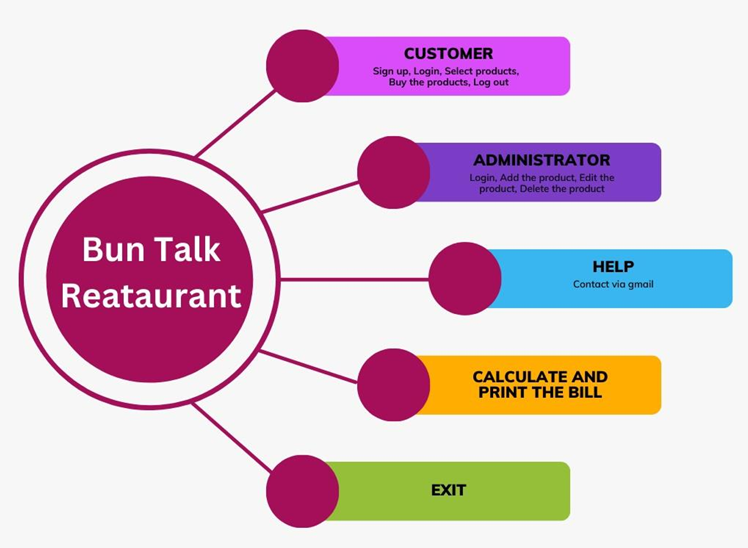 Bun Talk
Reataurant
CUSTOMER
Sign up, Login, Select products,
Buy the products, Log out
ADMINISTRATOR
Login, Add the product, Edit the
product, Delete the product
HELP
Contact via gmail
CALCULATE AND
PRINT THE BILL
EXIT